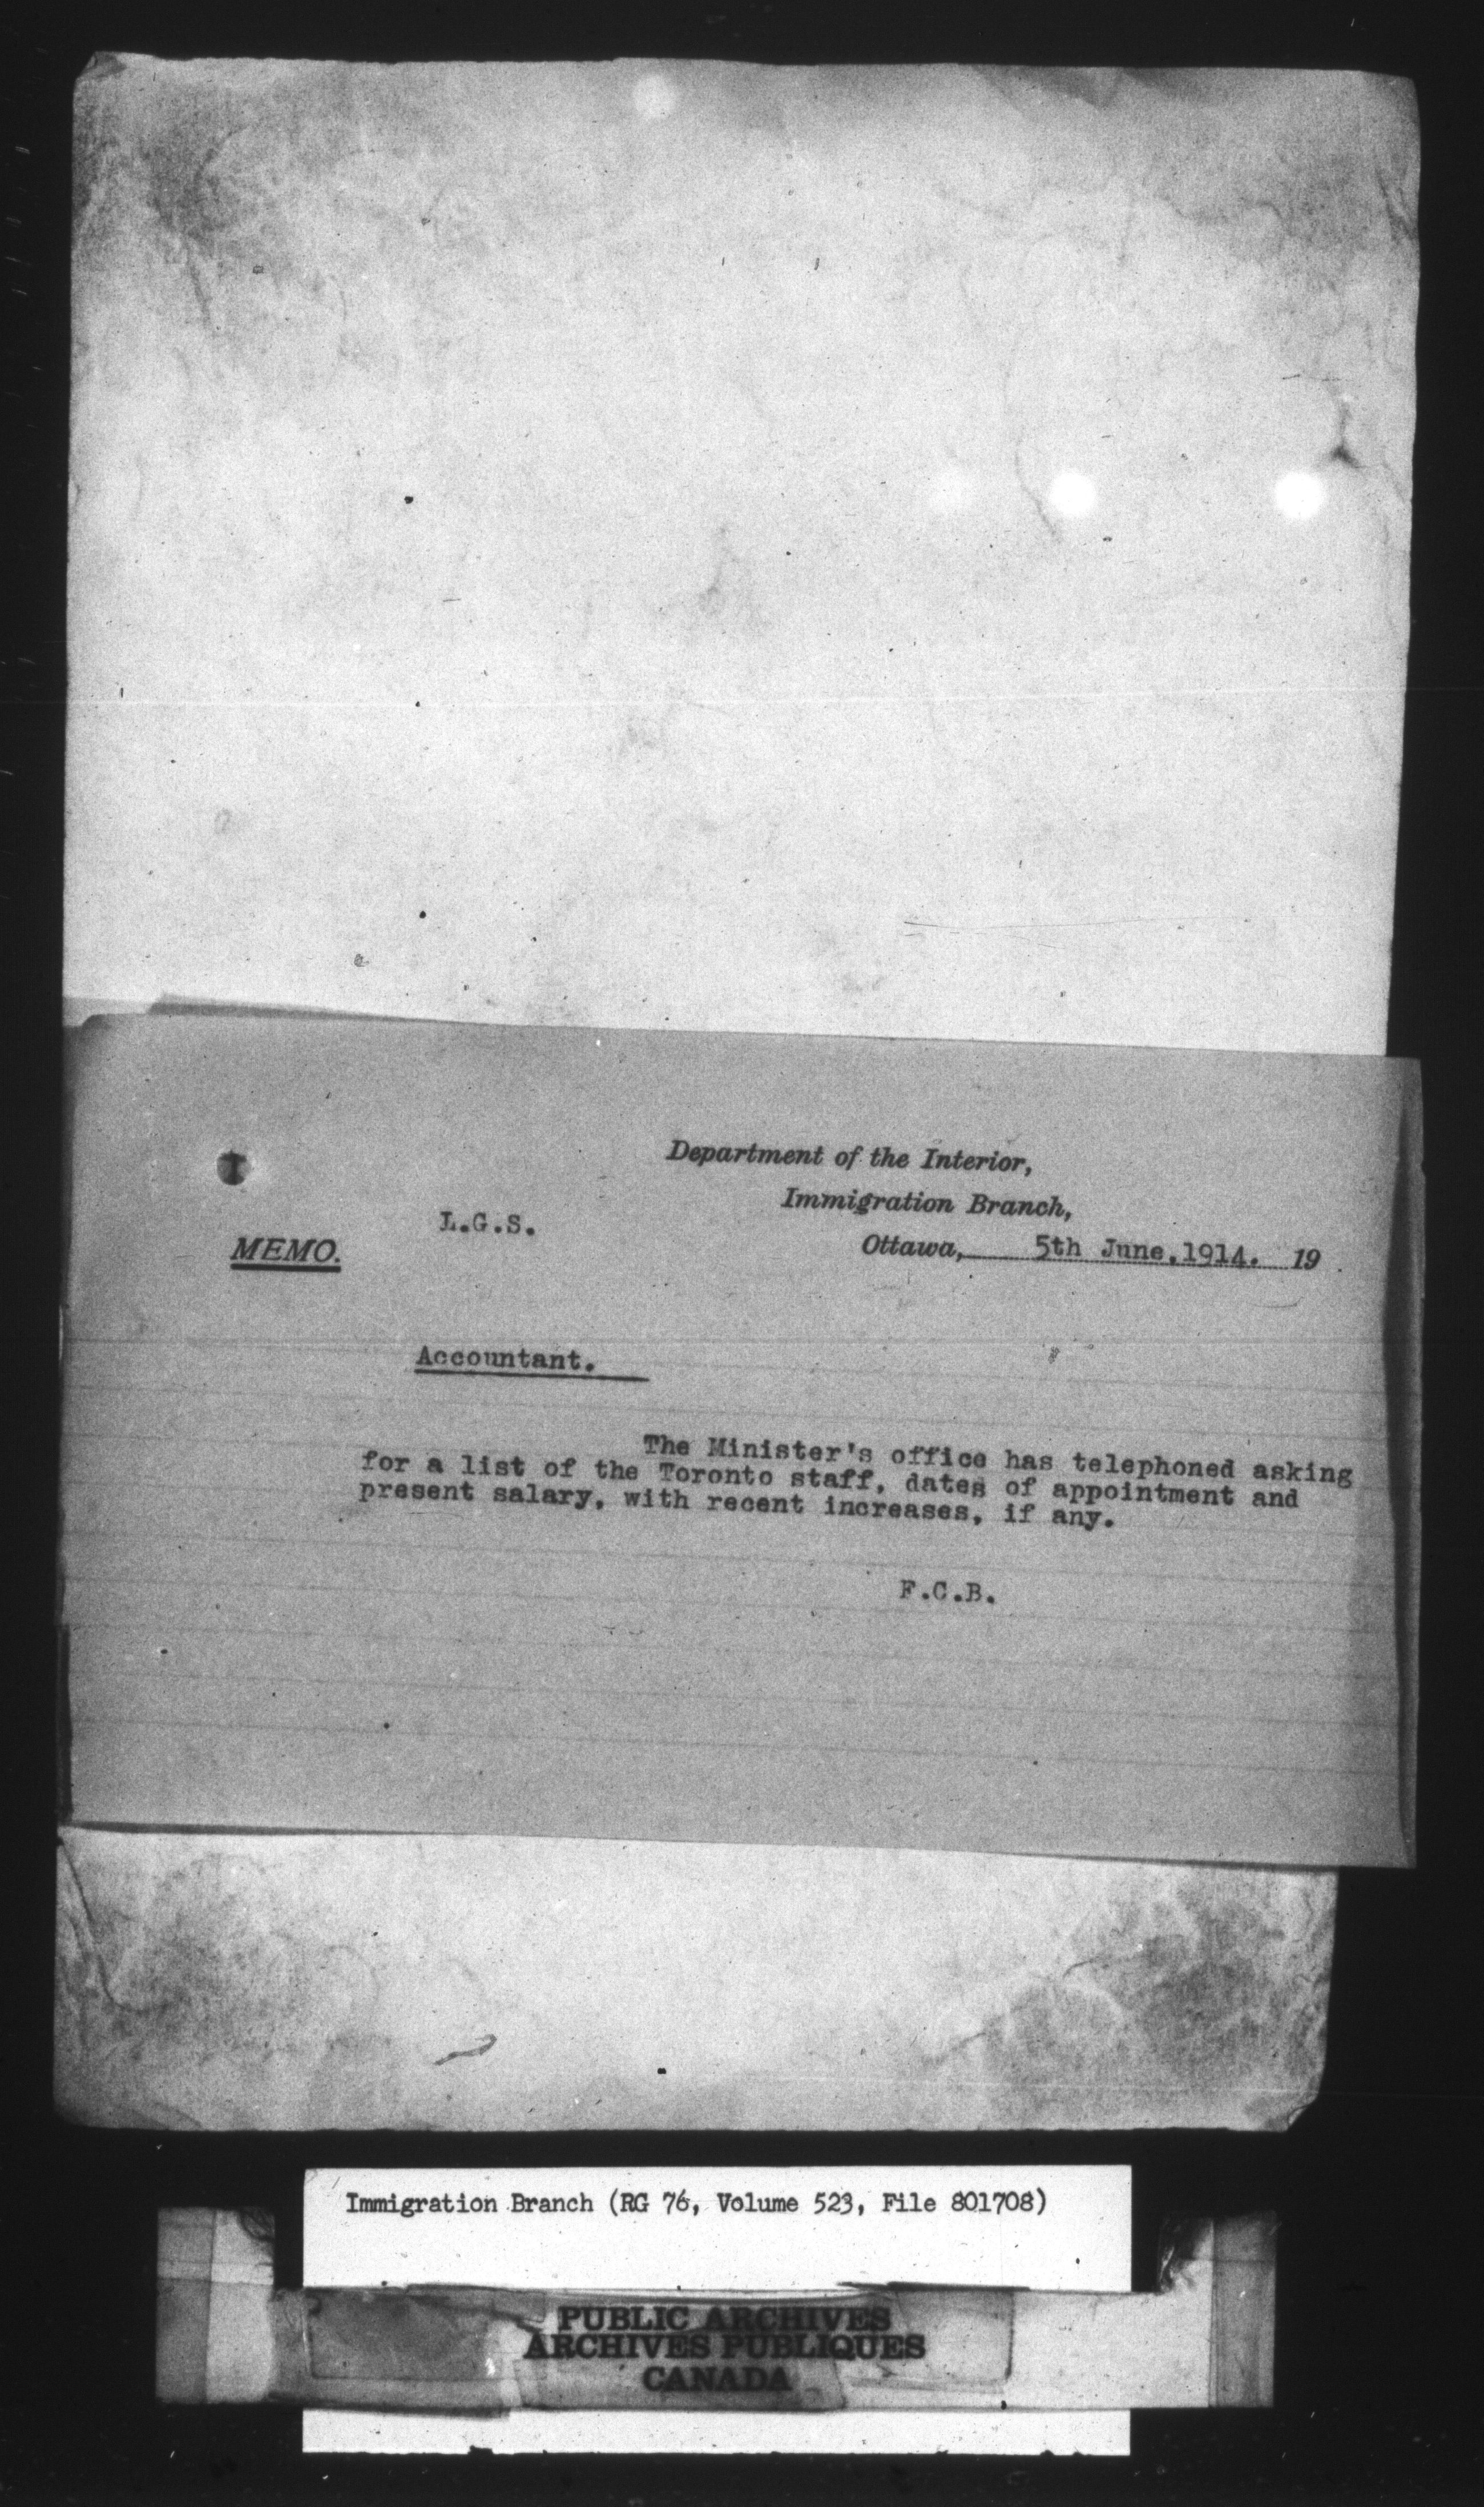 Department of the Interior,
Immigration Branch,
L.G.S.
MEMO.
Ottawa, 5th June, 1914. 19
Accountant.
The Minister's office has telephoned asking
for a list of the Toronto staff, dates of appointment and
present salary, with recent increases, if any.
F.C.B.
Immigration Branch (RG 76, Volume 523, File 801708)
PUBLIC ARCHIVES
ARCHIVES PUBLIQUES
CANADA